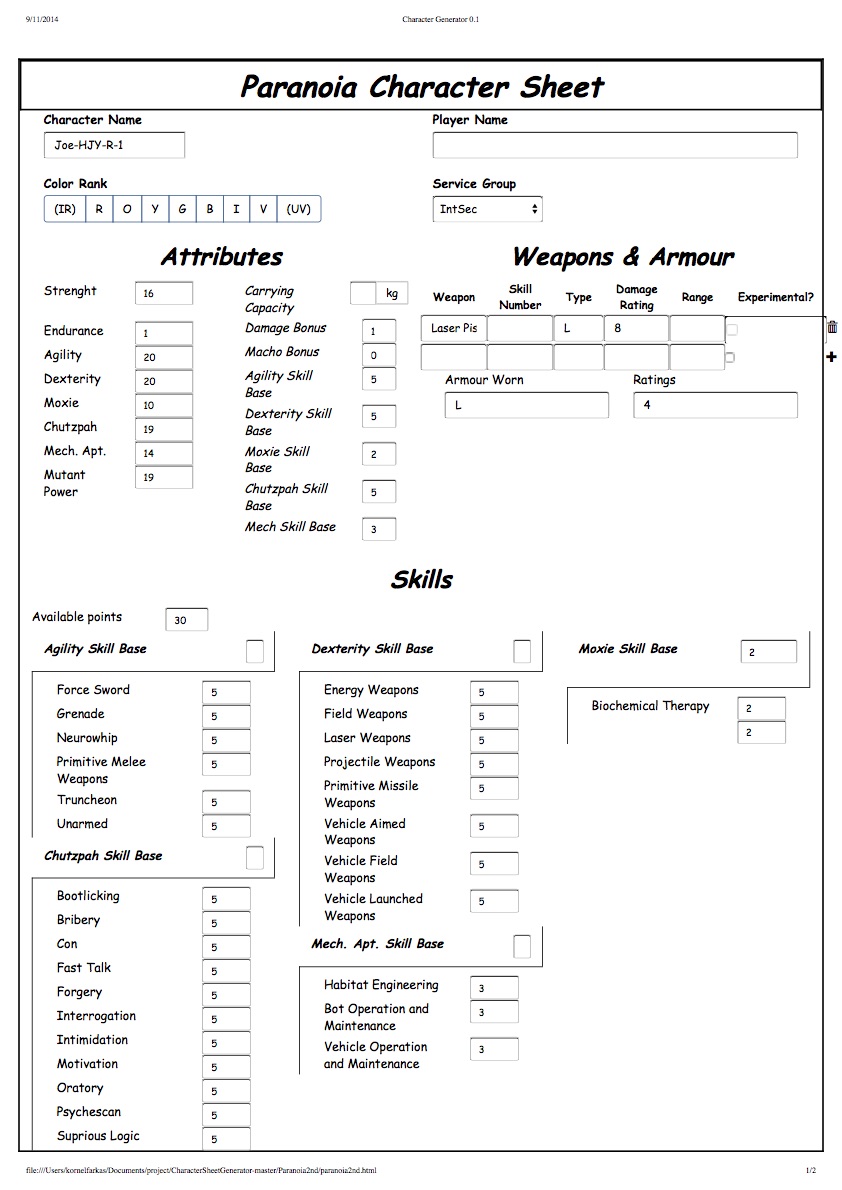 9/11/2014 Character Generator 0.1
Paranoia Character Sheet
Character Name Player Name
Joe-HJY-R-1
Color Rank Service Group
(IR) R O Y G B I V (UV) IntSec
Attributes Weapons & Armour
Strenght 16 Carrying Capacity kg
Endurance 1 Damage Bonus 1
Agility 20 Macho Bonus 0
Dexterity 20 Agility Skill Base 5
Moxie 10 Dexterity Skill Base 5
Chutzpah 19 Moxie Skill Base 2
Mech. Apt. 14 Chutzpah Skill Base 5
Mutant Power 19 Mech Skill Base 3
Weapon Skill Number Type Damage Rating Range Experimental?
Laser Pis L 8
Armour Worn Ratings
L 4
Skills
Available points 30
Agility Skill Base
Force Sword 5
Grenade 5
Neurowhip 5
Primitive Melee
Weapons 5
Truncheon 5
Unarmed 5
Chutzpah Skill Base
Bootlicking 5
Bribery 5
Con 5
Fast Talk 5
Forgery 5
Interrogation 5
Intimidation 5
Motivation 5
Oratory 5
Psychescan 5
Suprious Logic 5
Dexterity Skill Base
Energy Weapons 5
Field Weapons 5
Laser Weapons 5
Projectile Weapons 5
Primitive Missile
Weapons 5
Vehicle Aimed
Weapons 5
Vehicle Field
Weapons 5
Vehicle Launched
Weapons 5
Mech. Apt. Skill Base
Habitat Engineering 3
Bot Operation and
Maintenance 3
Vehicle Operation
and Maintenance 3
Moxie Skill Base 2
Biochemical Therapy 2
2
file:///Users/kornelfarkas/Documents/project/CharacterSheetGenerator-master/Paranoia2nd/paranoia2nd.html 1/2